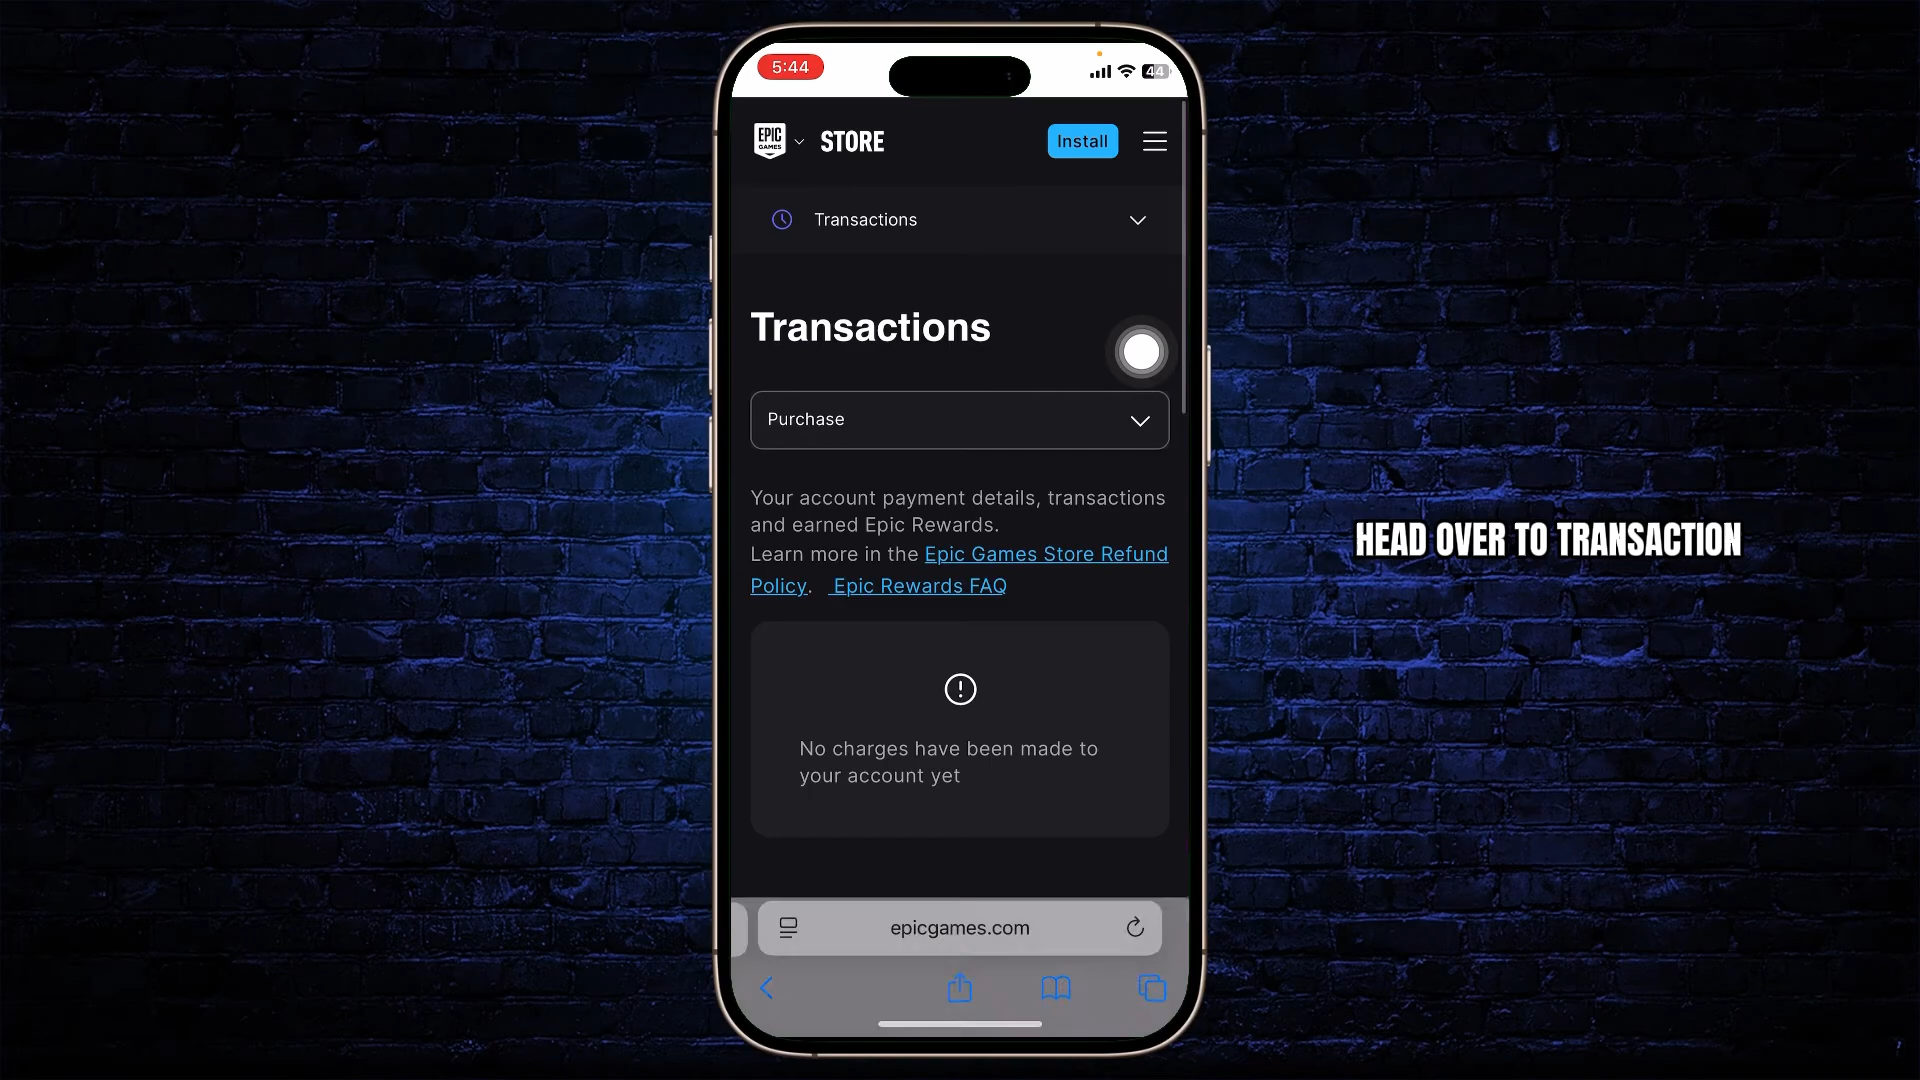 5:44
44
EPIC
GAMES
STORE
Install
Transactions
Transactions
Purchase
Your account payment details, transactions
and earned Epic Rewards.
Learn more in the Epic Games Store Refund
Policy. Epic Rewards FAQ
No charges have been made to
your account yet
epicgames.com
HEAD OVER TO TRANSACTION